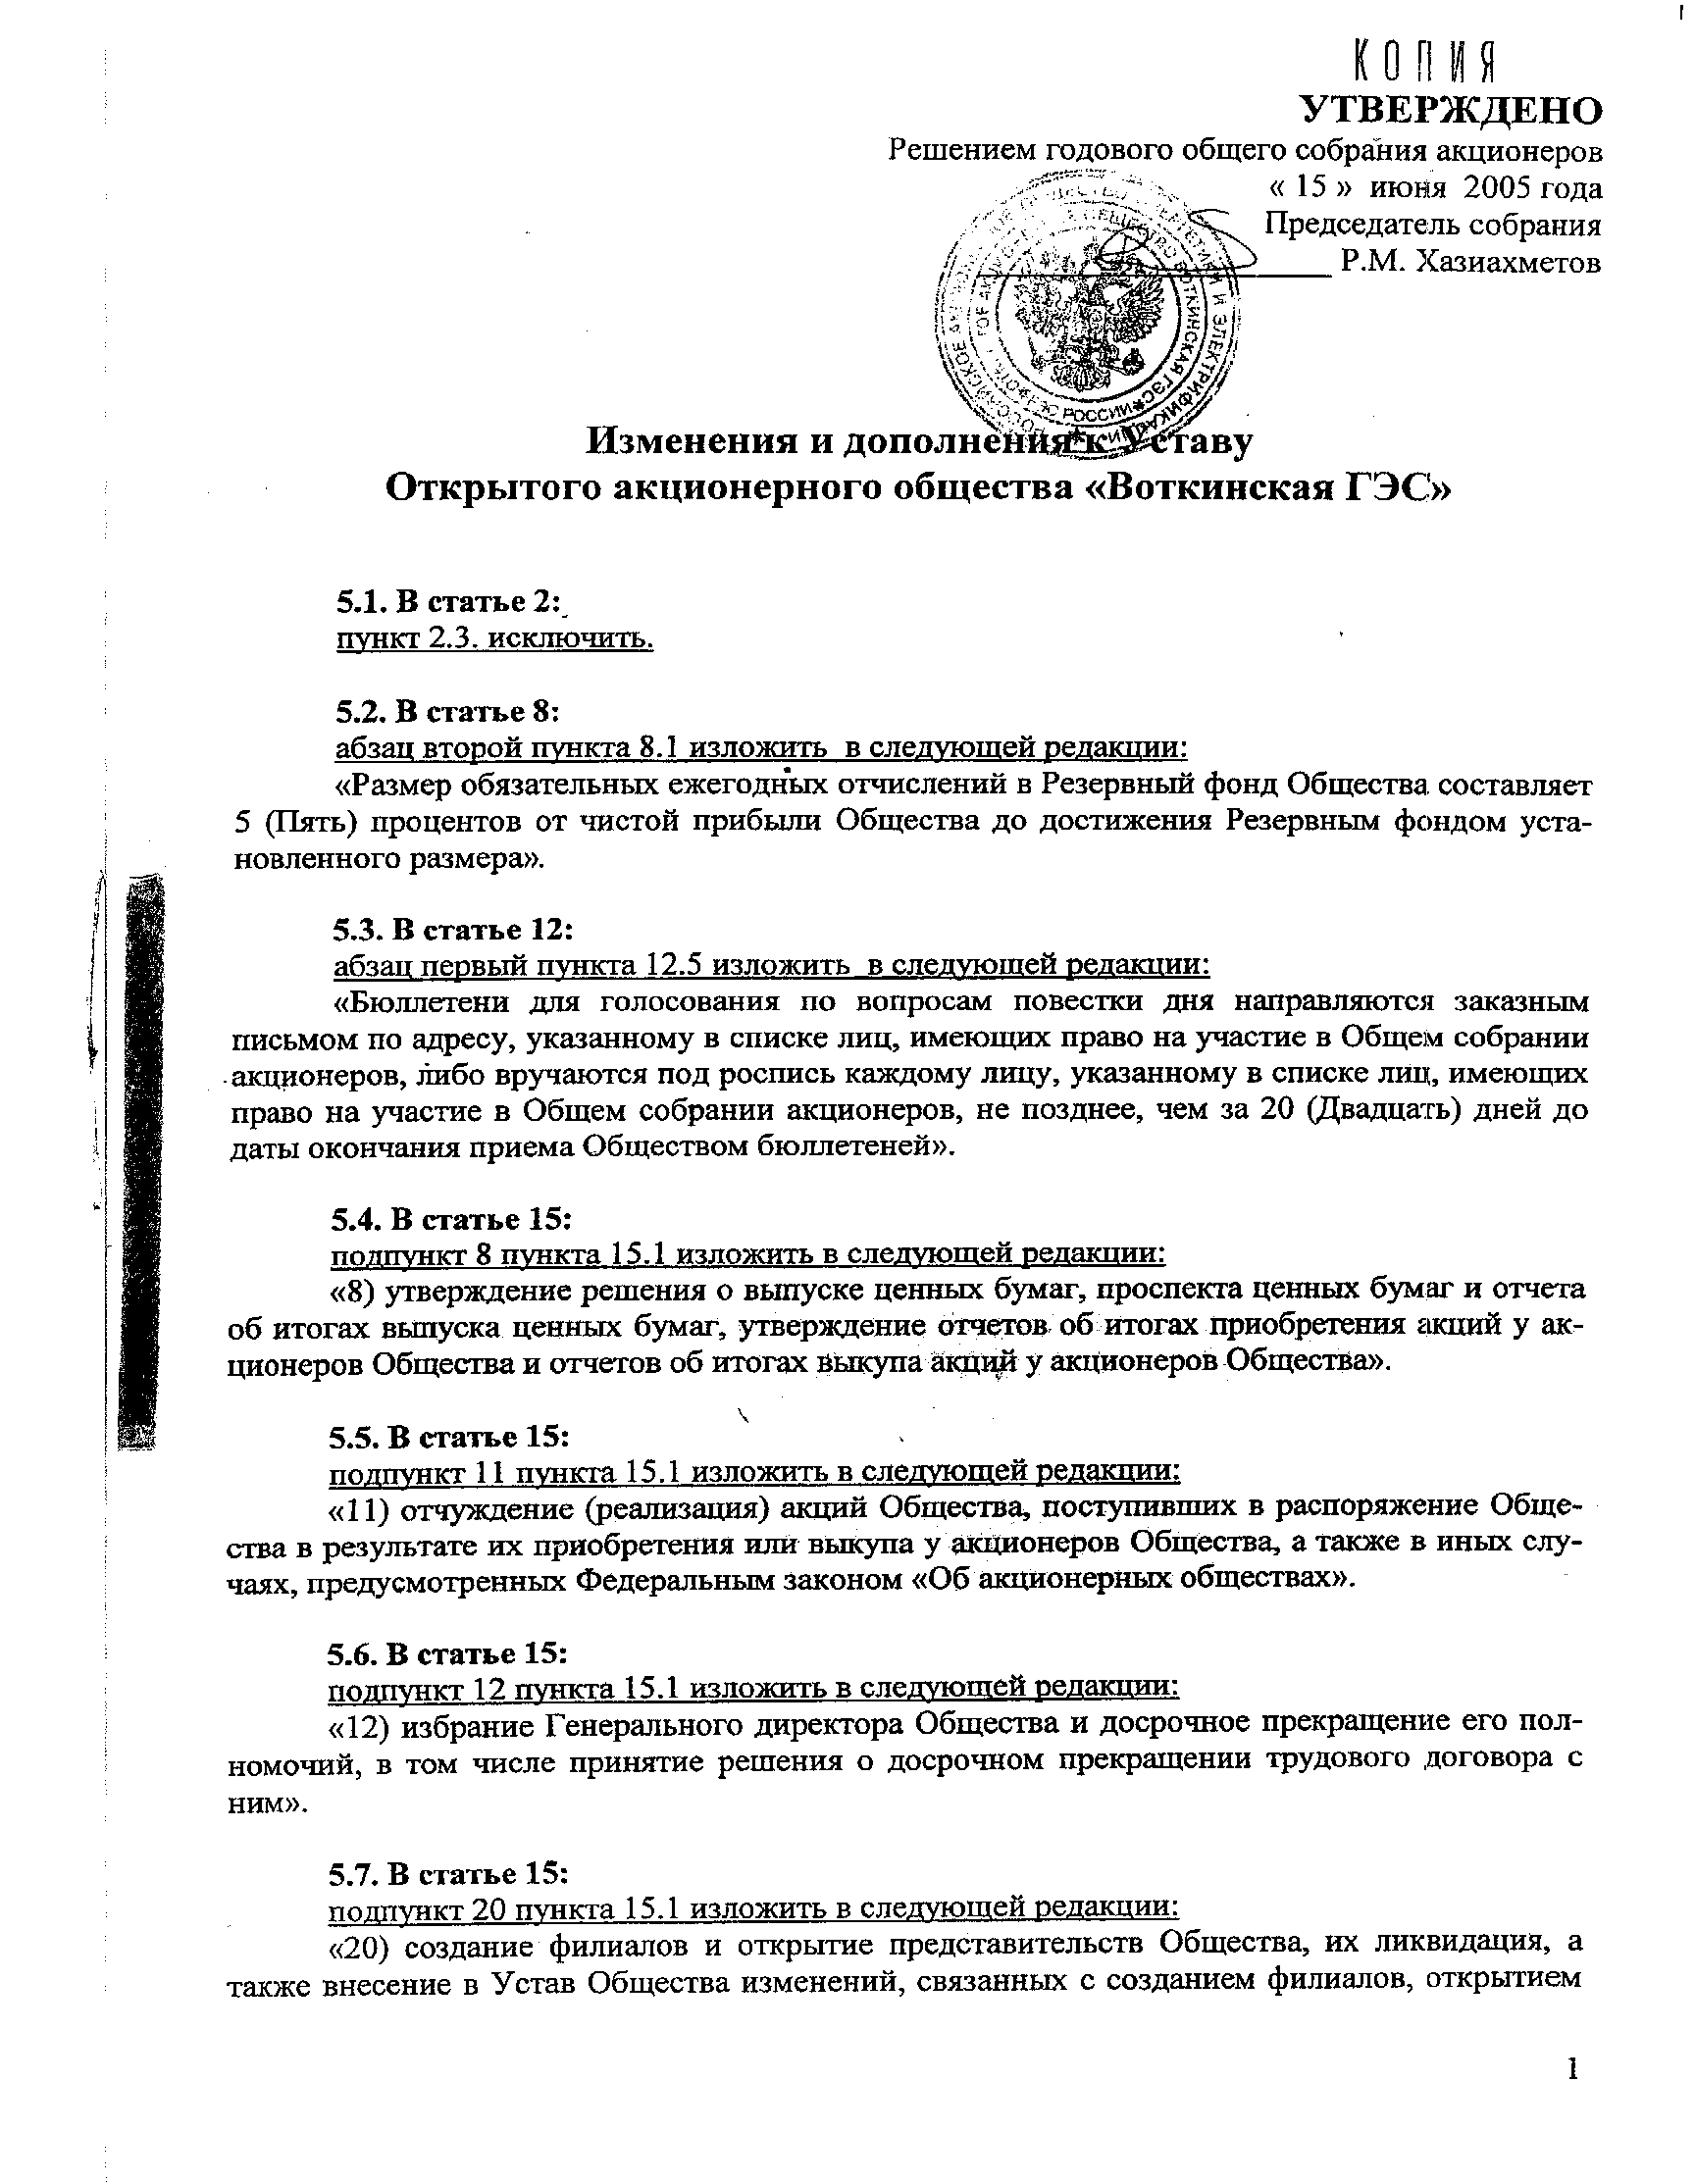 КОПИЯ
УТВЕРЖДЕНО
Решением годового общего собрания акционеров
« 15 » июня 2005 года
Председатель собрания
Р.М. Хазиахметов
Изменения и дополнения к Уставу
Открытого акционерного общества «Воткинская ГЭС»
5.1. В статье 2:
пункт 2.3. исключить.
5.2. В статье 8:
абзац второй пункта 8.1 изложить в следующей редакции:
«Размер обязательных ежегодных отчислений в Резервный фонд Общества составляет
5 (Пять) процентов от чистой прибыли Общества до достижения Резервным фондом уста-
новленного размера».
5.3. В статье 12:
абзац первый пункта 12.5 изложить в следующей редакции:
«Бюллетени для голосования по вопросам повестки дня направляются заказным
письмом по адресу, указанному в списке лиц, имеющих право на участие в Общем собрании
акционеров, либо вручаются под роспись каждому лицу, указанному в списке лиц, имеющих
право на участие в Общем собрании акционеров, не позднее, чем за 20 (Двадцать) дней до
даты окончания приема Обществом бюллетеней».
5.4. В статье 15:
подпункт 8 пункта 15.1 изложить в следующей редакции:
«8) утверждение решения о выпуске ценных бумаг, проспекта ценных бумаг и отчета
об итогах выпуска ценных бумаг, утверждение отчетов об итогах приобретения акций у ак-
ционеров Общества и отчетов об итогах выкупа акций у акционеров Общества».
5.5. В статье 15:
подпункт 11 пункта 15.1 изложить в следующей редакции:
«11) отчуждение (реализация) акций Общества, поступивших в распоряжение Обще-
ства в результате их приобретения или выкупа у акционеров Общества, а также в иных слу-
чаях, предусмотренных Федеральным законом «Об акционерных обществах».
5.6. В статье 15:
подпункт 12 пункта 15.1 изложить в следующей редакции:
«12) избрание Генерального директора Общества и досрочное прекращение его пол-
номочий, в том числе принятие решения о досрочном прекращении трудового договора с
ним».
5.7. В статье 15:
подпункт 20 пункта 15.1 изложить в следующей редакции:
«20) создание филиалов и открытие представительств Общества, их ликвидация, а
также внесение в Устав Общества изменений, связанных с созданием филиалов, открытием
1